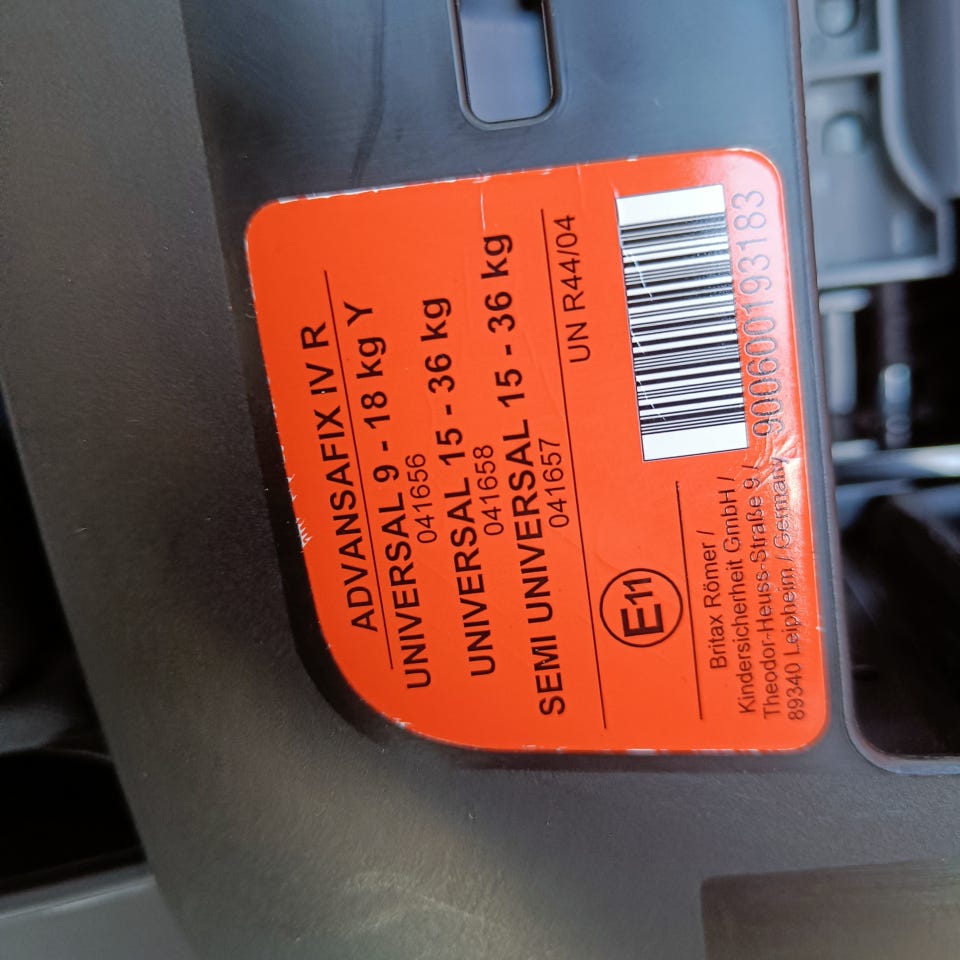 ADVANSAFIX IV R
UNIVERSAL 9 - 18 kg Y
041656
UNIVERSAL 15 - 36 kg
041658
SEMI UNIVERSAL 15 - 36 kg
041657
UN R44/04
E11
Britax Römer /
Kindersicherheit GmbH /
Theodor-Heuss-Straße 9 /
89340 Leipheim / Germany
900600193183